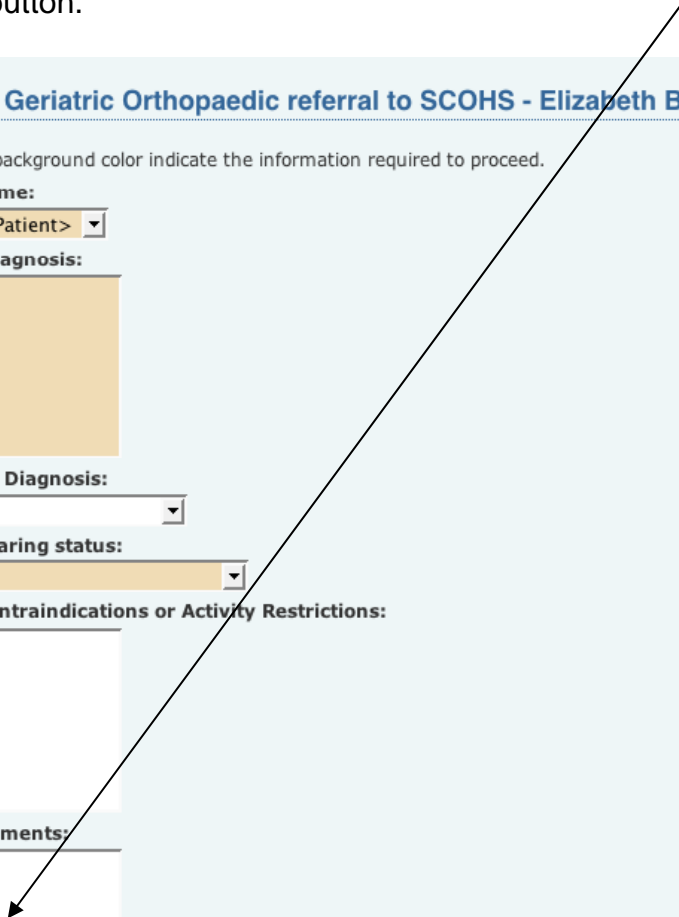 button.
Geriatric Orthopaedic referral to SCOHS - Elizabeth B
background color indicate the information required to proceed.
me:
Patient>
agnosis:
Diagnosis:
aring status:
ntraindications or Activity Restrictions:
ments: